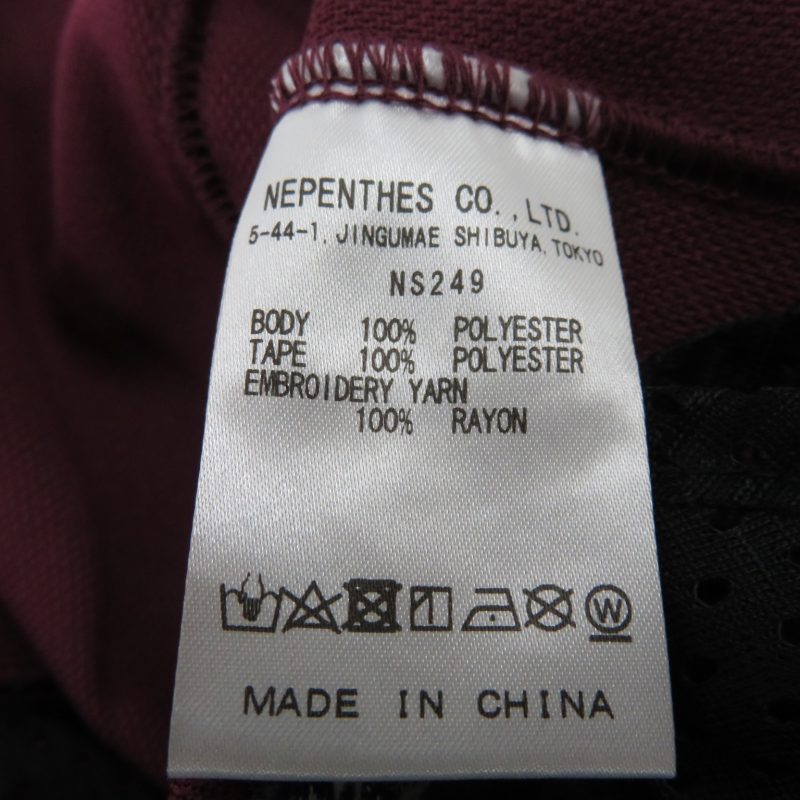 NEPENTHES CO.,LTD.
5-44-1, JINGUMAE SHIBUYA, TOKYO
NS249
BODY 100% POLYESTER
TAPE 100% POLYESTER
EMBROIDERY YARN
100% RAYON
W
MADE IN CHINA